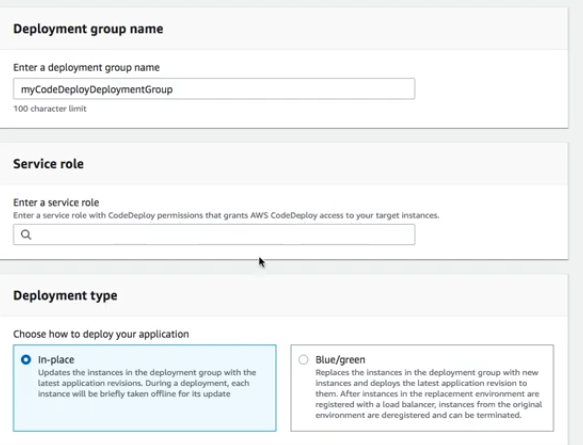 Deployment group name
Enter a deployment group name
myCodeDeployDeploymentGroup
100 character limit
Service role
Enter a service role
Enter a service role with CodeDeploy permissions that grants AWS CodeDeploy access to your target instances.
Deployment type
Choose how to deploy your application
In-place
Updates the instances in the deployment group with the
latest application revisions. During a deployment, each
instance will be briefly taken offline for its update
Blue/green
Replaces the instances in the deployment group with new
instances and deploys the latest application revision to
them. After instances in the replacement environment are
registered with a load balancer, instances from the original
environment are deregistered and can be terminated.